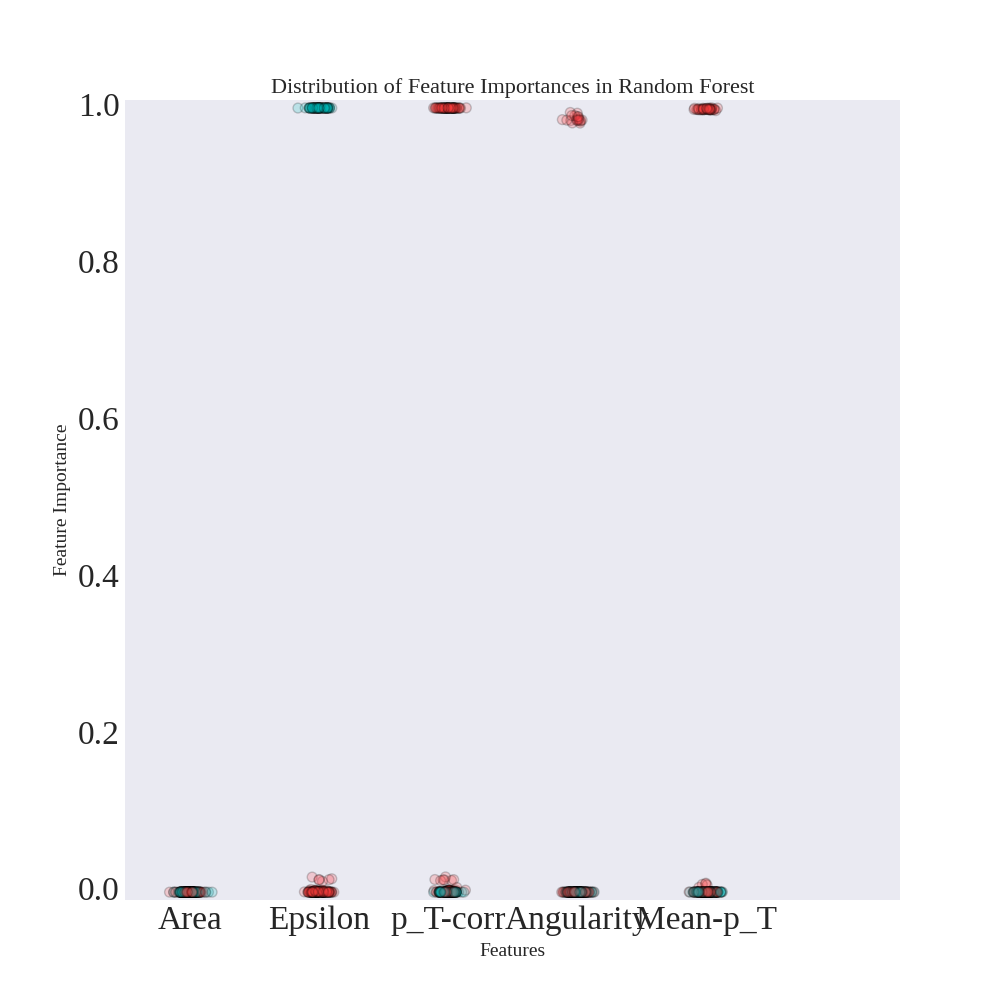 Distribution of Feature Importances in Random Forest
1.0
0.8
0.6
0.4
0.2
0.0
Feature Importance
Area Epsilon p_T-corr Angularity Mean-p_T
Features